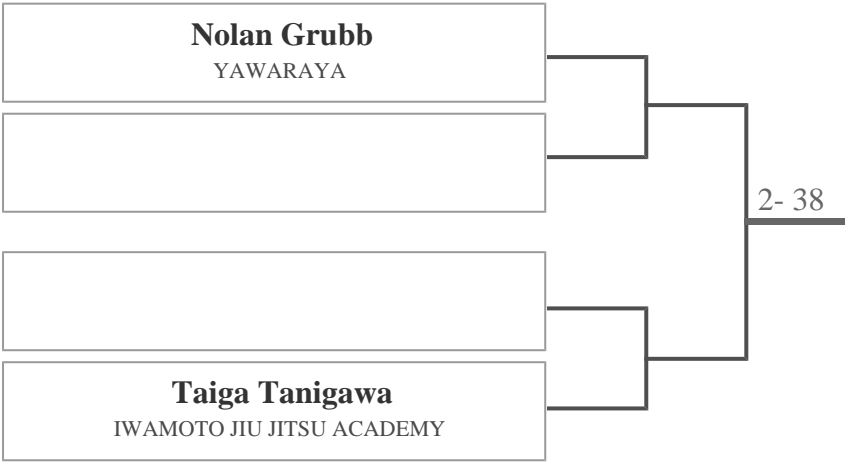 Nolan Grubb
YAWARAYA
2- 38
Taiga Tanigawa
IWAMOTO JIU JITSU ACADEMY